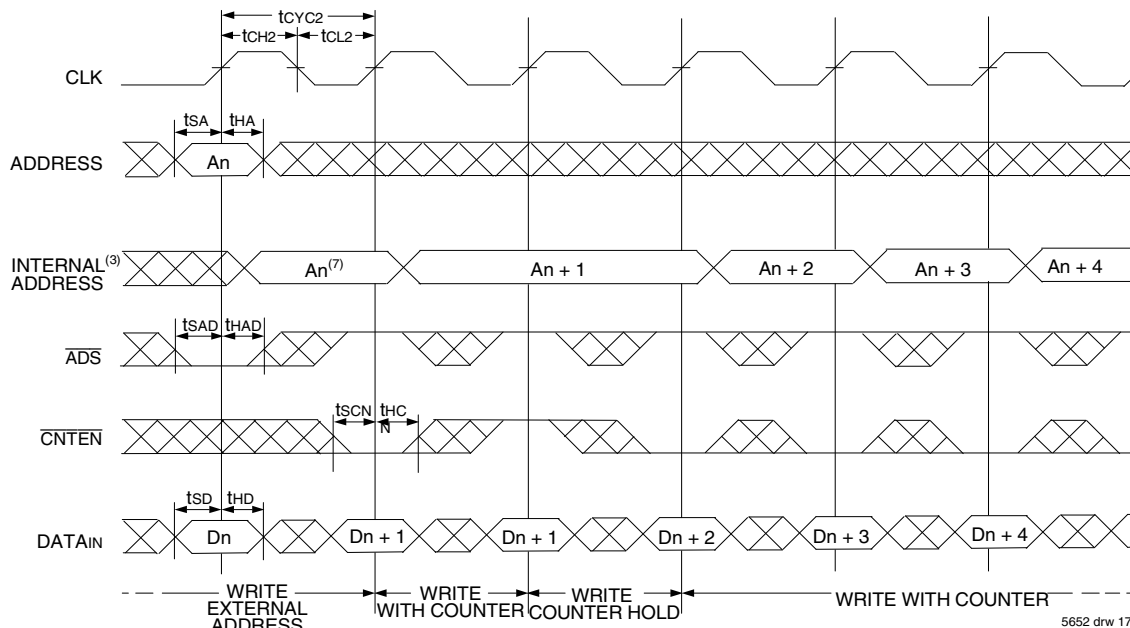 tCYC2
tCH2 tCL2
CLK
tSA tHA
ADDRESS An
INTERNAL(3) ADDRESS An(7) An + 1 An + 2 An + 3 An + 4
tSAD tHAD
ADS
tSCN tHCN
CNTEN
tSD tHD
DATAIN Dn Dn + 1 Dn + 1 Dn + 2 Dn + 3 Dn + 4
WRITE EXTERNAL ADDRESS
WRITE WITH COUNTER
WRITE COUNTER HOLD
WRITE WITH COUNTER
5652 drw 17